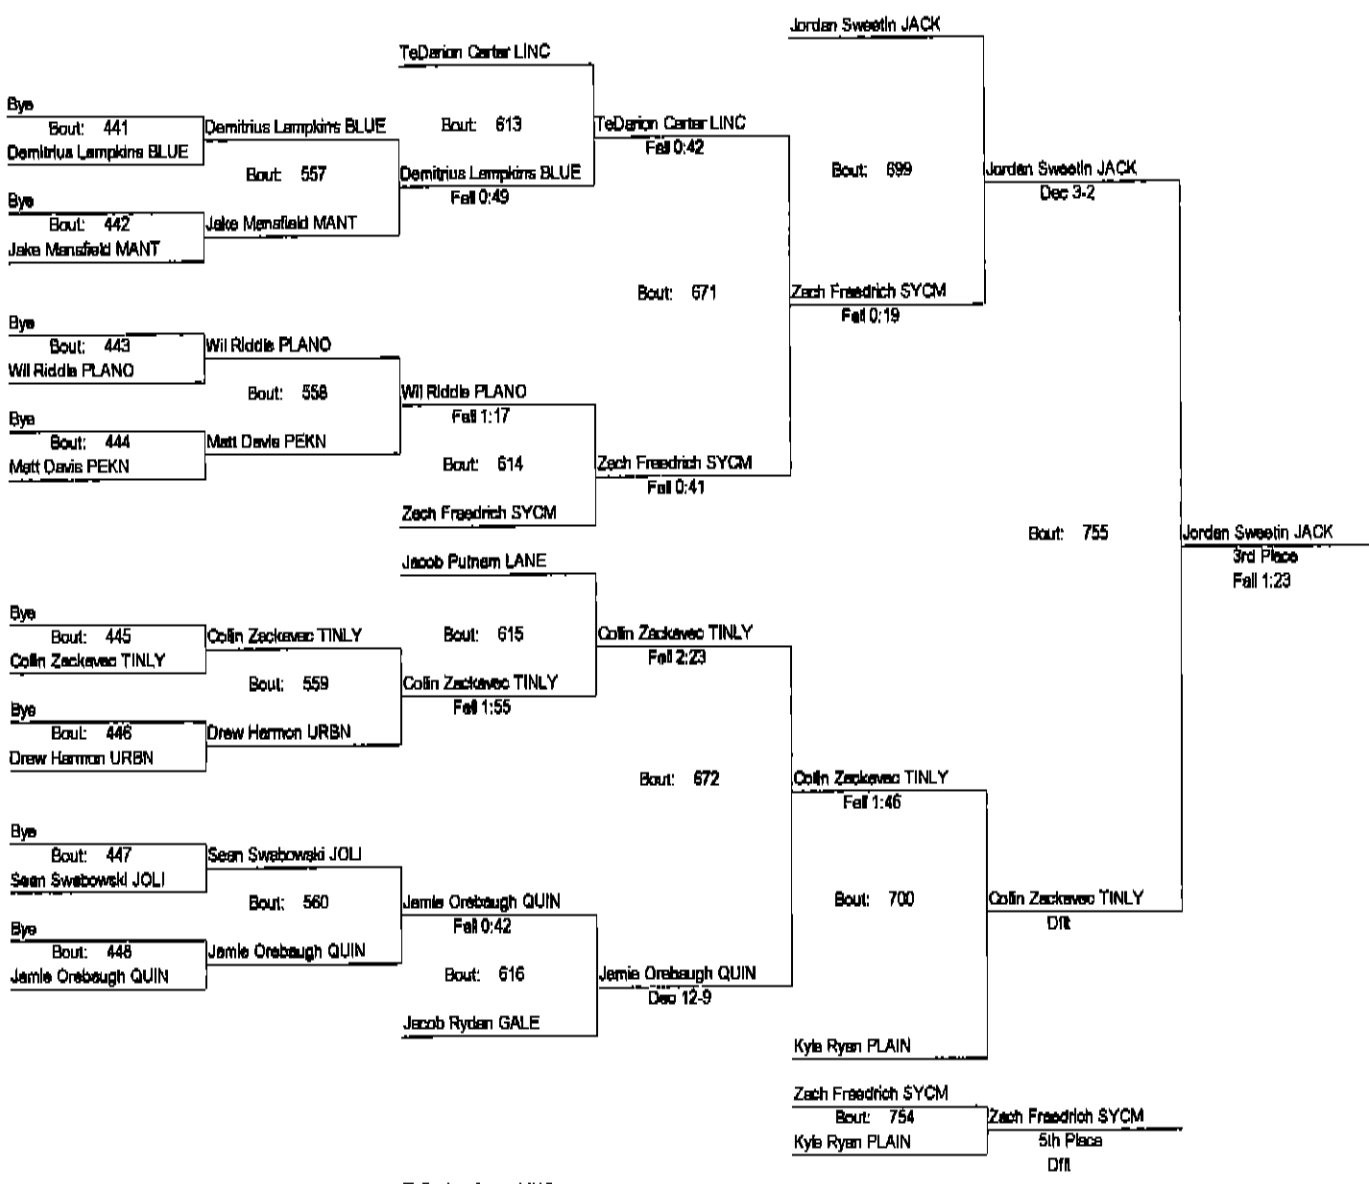 Jordan Sweetin JACK
TeDarion Carter LINC
Bye
Bout: 441
Demitrius Lampkins BLUE
Demitrius Lampkins BLUE
Bout: 613
TeDarion Carter LINC
Fall 0:42
Bout: 557
Demitrius Lampkins BLUE
Fall 0:49
Bout: 699
Jordan Sweetin JACK
Dec 3-2
Bye
Bout: 442
Jake Mansfield MANT
Jake Mansfield MANT
Bout: 671
Zach Fraedrich SYCM
Fall 0:19
Bye
Bout: 443
Wil Riddle PLANO
Wil Riddle PLANO
Bout: 558
Wil Riddle PLANO
Fall 1:17
Bye
Bout: 444
Matt Davis PEKN
Matt Davis PEKN
Bout: 614
Zach Fraedrich SYCM
Fall 0:41
Zach Fraedrich SYCM
Bout: 755
Jordan Sweetin JACK
3rd Place
Fall 1:23
Jacob Putnam LANE
Bye
Bout: 445
Colin Zackavec TINLY
Colin Zackavec TINLY
Bout: 615
Colin Zackavec TINLY
Fall 2:23
Bout: 559
Colin Zackavec TINLY
Fall 1:55
Bye
Bout: 446
Drew Harmon URBN
Drew Harmon URBN
Bout: 672
Colin Zackavec TINLY
Fall 1:46
Bye
Bout: 447
Sean Swabowski JOLI
Sean Swabowski JOLI
Bout: 560
Jamie Orebaugh QUIN
Fall 0:42
Bout: 700
Colin Zackavec TINLY
Dflt
Bye
Bout: 448
Jamie Orebaugh QUIN
Jamie Orebaugh QUIN
Bout: 616
Jamie Orebaugh QUIN
Dec 12-9
Jacob Rydan GALE
Kyle Ryan PLAIN
Zach Fraedrich SYCM
Bout: 754
Kyle Ryan PLAIN
Zach Fraedrich SYCM
5th Place
Dflt